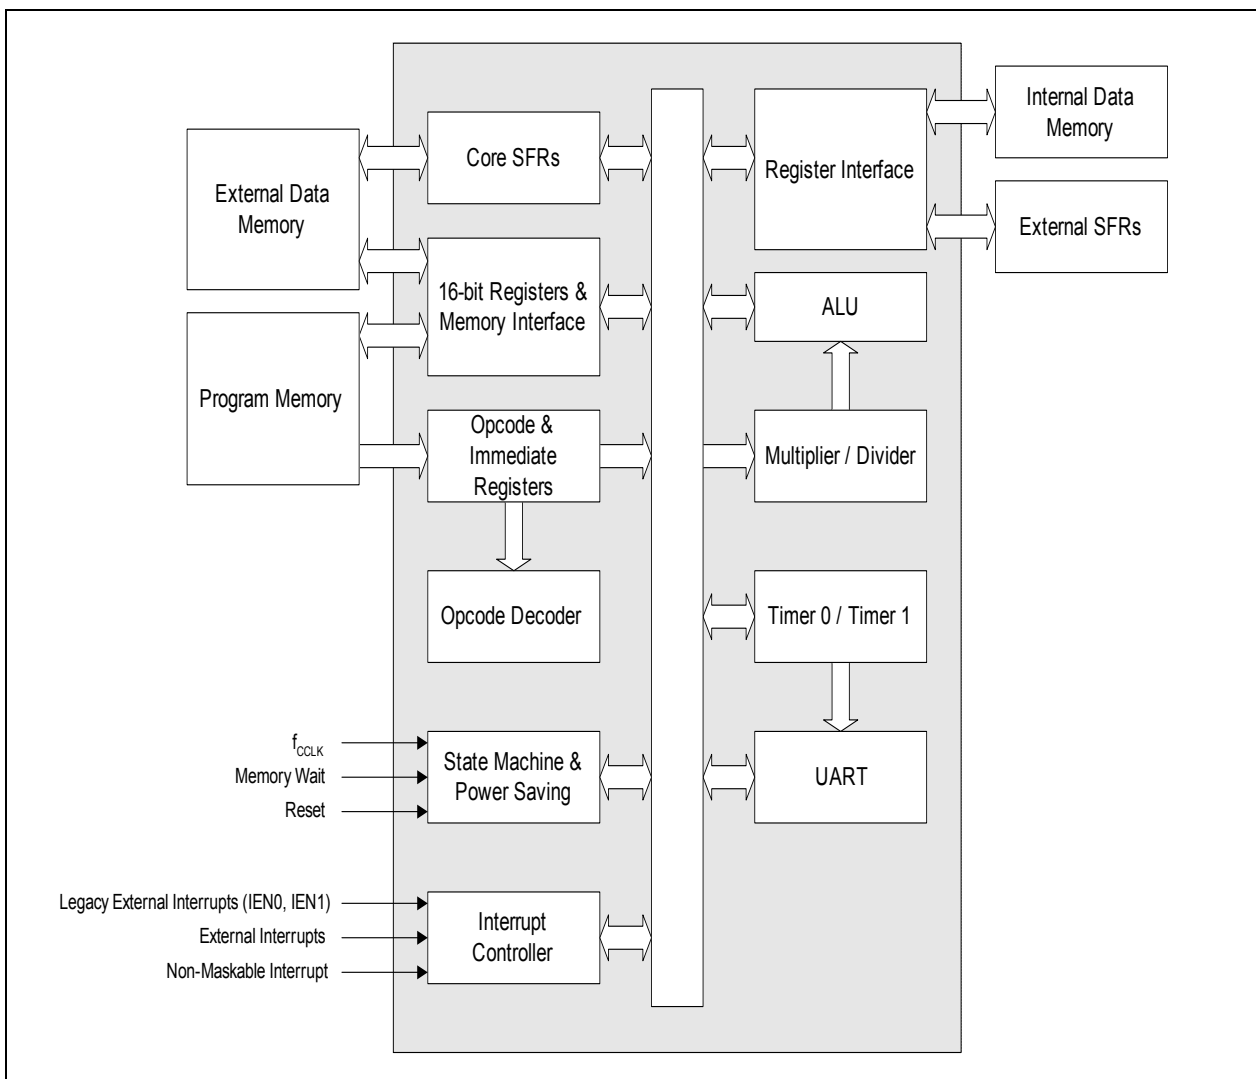 Internal Data
Memory
External SFRs
External Data
Memory
Program Memory
Core SFRs
16-bit Registers &
Memory Interface
Opcode &
Immediate
Registers
Opcode Decoder
State Machine &
Power Saving
Interrupt
Controller
Register Interface
ALU
Multiplier / Divider
Timer 0 / Timer 1
UART
fCCLK
Memory Wait
Reset
Legacy External Interrupts (IEN0, IEN1)
External Interrupts
Non-Maskable Interrupt